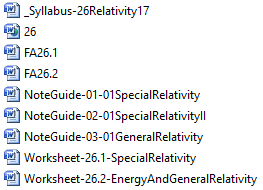 _Syllabus-26Relativity17
26
FA26.1
FA26.2
NoteGuide-01-01SpecialRelativity
NoteGuide-02-01SpecialRelativityII
NoteGuide-03-01GeneralRelativity
Worksheet-26.1-SpecialRelativity
Worksheet-26.2-EnergyAndGeneralRelativity